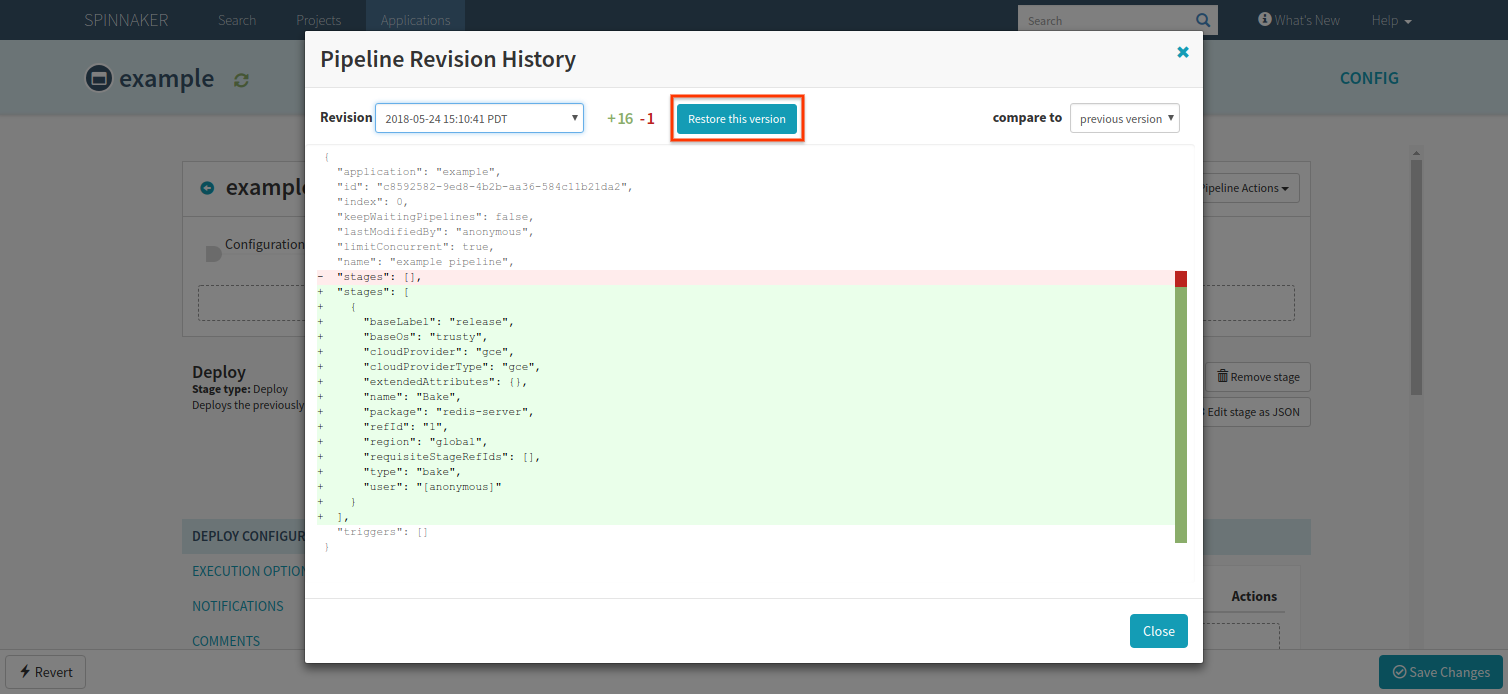 SPINNAKER Search Projects Applications Search What's New Help
example CONFIG
Pipeline Revision History
Revision 2018-05-24 15:10:41 PDT +16 -1 Restore this version compare to previous version
{
"application": "example",
"id": "c8592582-9ed8-4b2b-aa36-584c11b21da2",
"index": 0,
"keepWaitingPipelines": false,
"lastModifiedBy": "anonymous",
"limitConcurrent": true,
"name": "example pipeline",
- "stages": [],
+ "stages": [
+ {
+ "baseLabel": "release",
+ "baseOs": "trusty",
+ "cloudProvider": "gce",
+ "cloudProviderType": "gce",
+ "extendedAttributes": {},
+ "name": "Bake",
+ "package": "redis-server",
+ "refId": "1",
+ "region": "global",
+ "requisiteStageRefIds": [],
+ "type": "bake",
+ "user": "[anonymous]"
+ }
+ ],
"triggers": []
}
Close
example
Pipeline Actions
Configuration
Deploy
Stage type: Deploy
Deploys the previously
Remove stage
Edit stage as JSON
DEPLOY CONFIGUR
EXECUTION OPTION
NOTIFICATIONS
COMMENTS
Actions
Revert
Save Changes